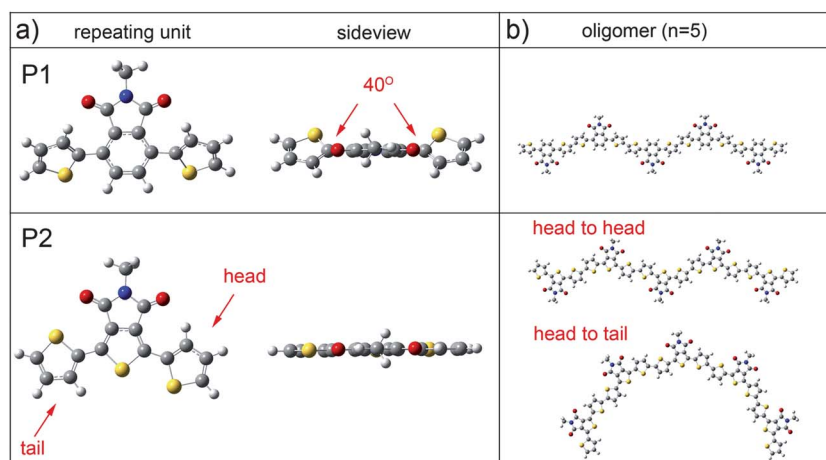 a) repeating unit sideview
b) oligomer (n=5)
P1
40°
P2
head
tail
head to head
head to tail